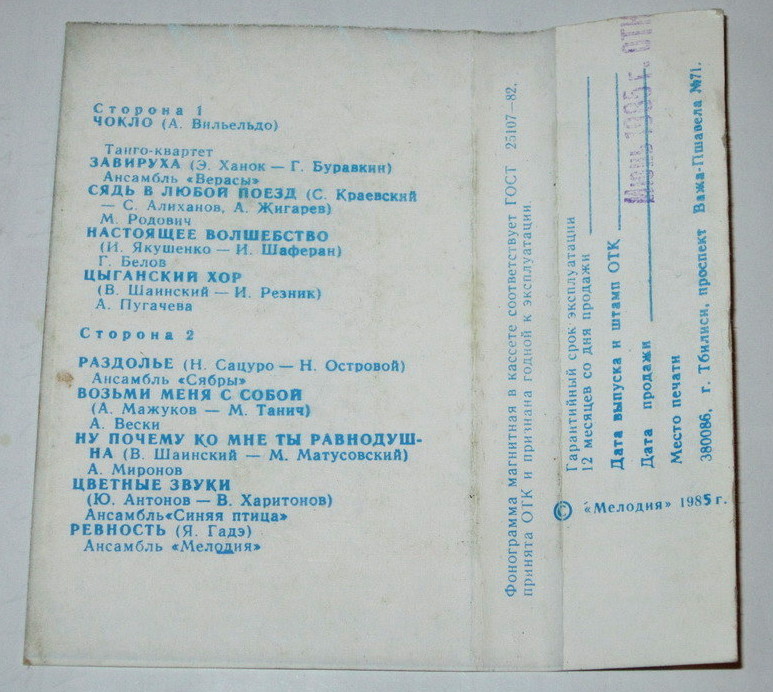 Сторона 1
ЧОКЛО (А. Вильельдо)
Танго-квартет
ЗАВИРУХА (Э. Ханок — Г. Буравкин)
Ансамбль «Верасы»
СЯДЬ В ЛЮБОЙ ПОЕЗД (С. Краевский
— С. Алиханов, А. Жигарев)
М. Родович
НАСТОЯЩЕЕ ВОЛШЕБСТВО
(И. Якушенко — И. Шаферан)
Г. Белов
ЦЫГАНСКИЙ ХОР
(В. Шаинский — И. Резник)
А. Пугачева
Сторона 2
РАЗДОЛЬЕ (Н. Сацуро — Н. Островой)
Ансамбль «Сябры»
ВОЗЬМИ МЕНЯ С СОБОЙ
(А. Мажуков — М. Танич)
А. Вески
НУ ПОЧЕМУ КО МНЕ ТЫ РАВНОДУШ-
НА (В. Шаинский — М. Матусовский)
А. Миронов
ЦВЕТНЫЕ ЗВУКИ
(Ю. Антонов — В. Харитонов)
Ансамбль«Синяя птица»
РЕВНОСТЬ (Я. Гадэ)
Ансамбль «Мелодия»
Фонограмма магнитная в кассете соответствует ГОСТ 25107—82,
принята ОТК и признана годной к эксплуатации.
Гарантийный срок эксплуатации
12 месяцев со дня продажи
Дата выпуска и штамп ОТК
1985 г. ОТК
Дата продажи
Место печати
380086, г. Тбилиси, проспект Важа-Пшавела №71.
© «Мелодия» 1985 г.